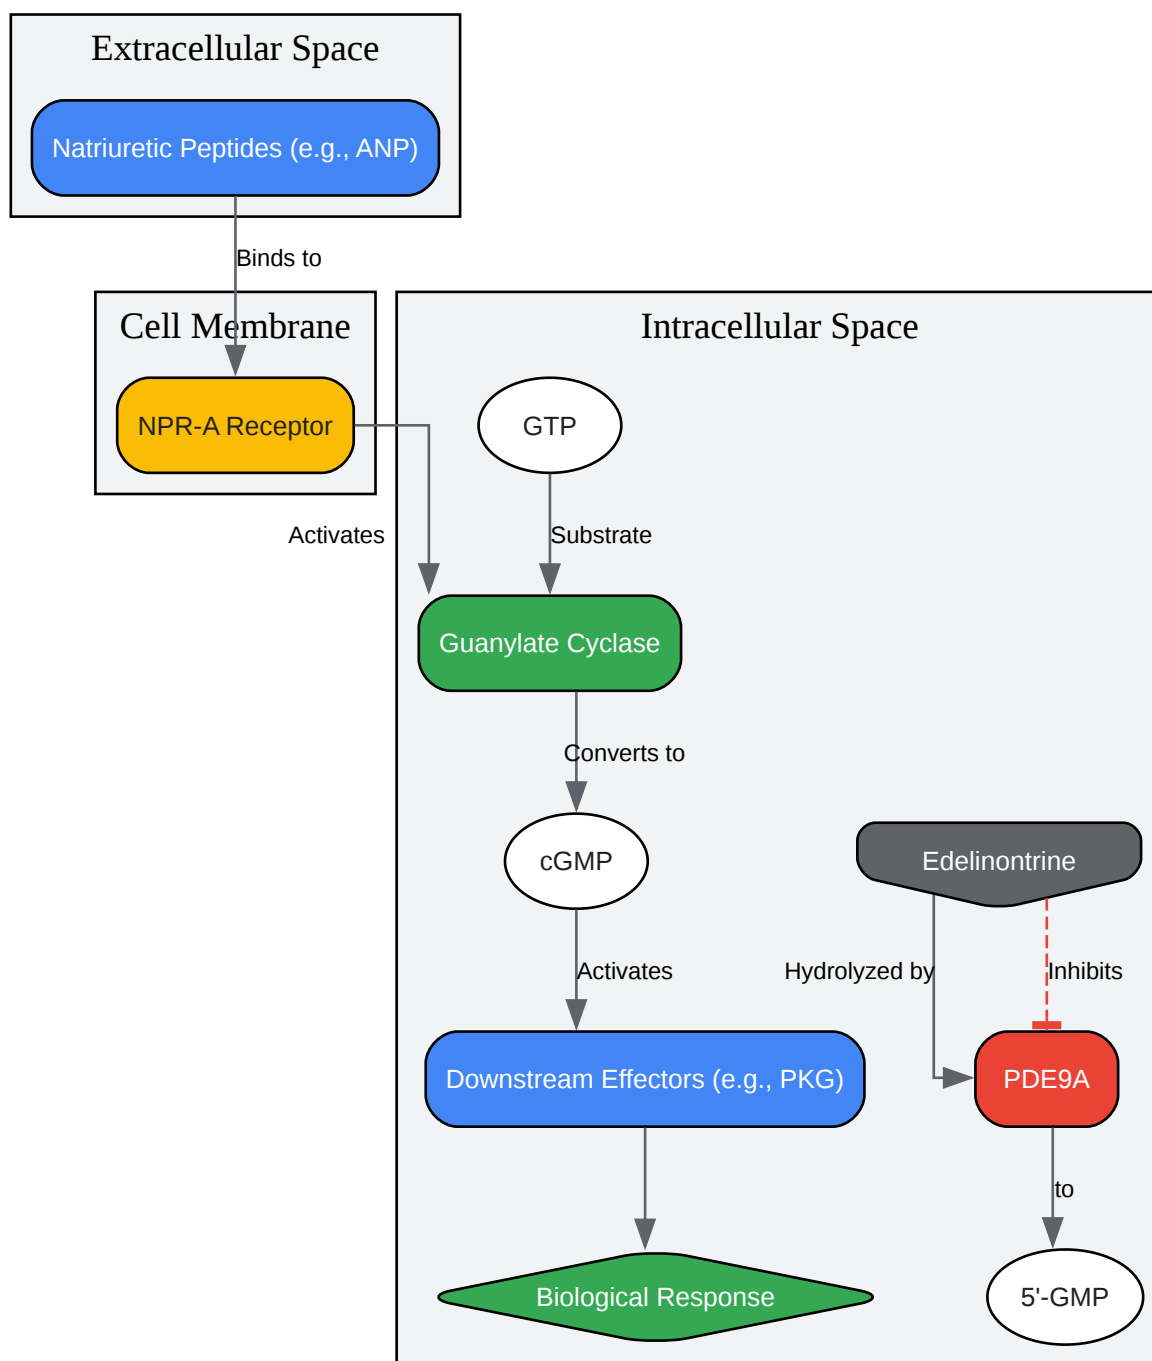 Extracellular Space
Natriuretic Peptides (e.g., ANP)
Binds to
Cell Membrane
Intracellular Space
NPR-A Receptor
GTP
Activates
Substrate
Guanylate Cyclase
Converts to
cGMP
Edelinontrine
Activates
Hydrolyzed by
Inhibits
Downstream Effectors (e.g., PKG)
PDE9A
to
Biological Response
5'-GMP